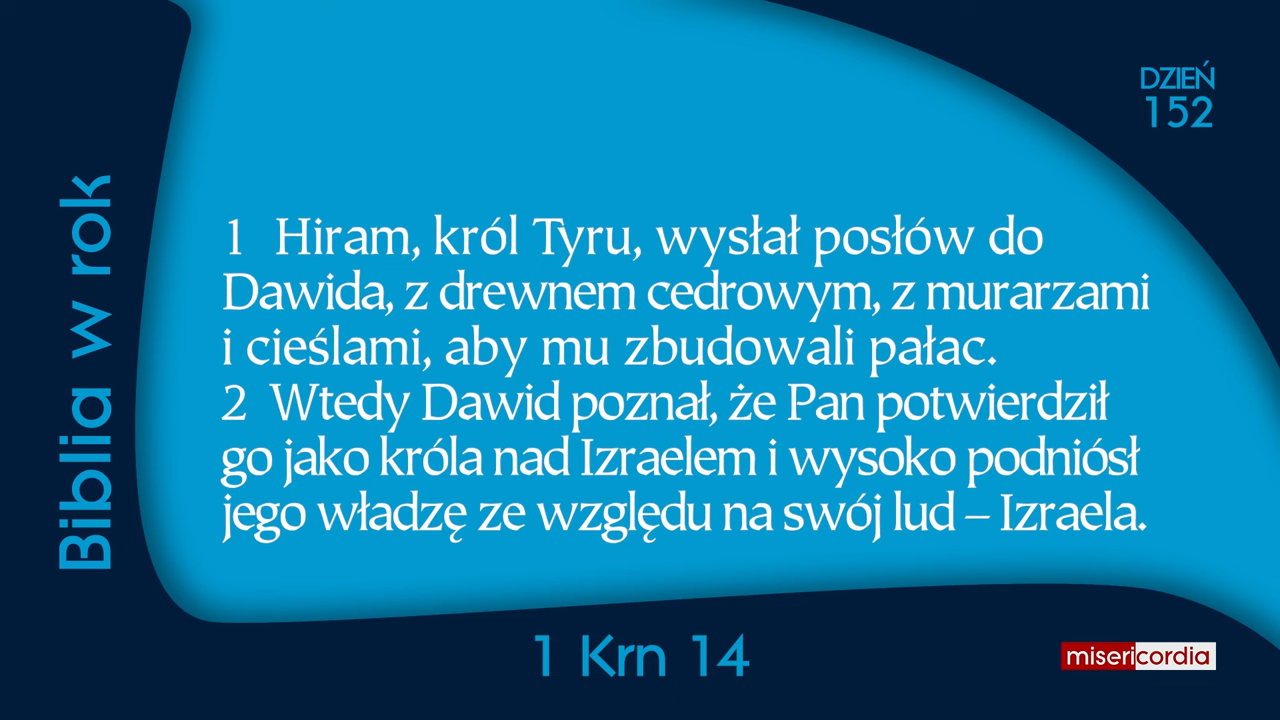 DZIEŃ
152
Biblia w rok
1 Hiram, król Tyru, wysłał posłów do
Dawida, z drewnem cedrowym, z murarzami
i cieślami, aby mu zbudowali pałac.
2 Wtedy Dawid poznał, że Pan potwierdził
go jako króla nad Izraelem i wysoko podniósł
jego władzę ze względu na swój lud – Izraela.
1 Krn 14
misericordia